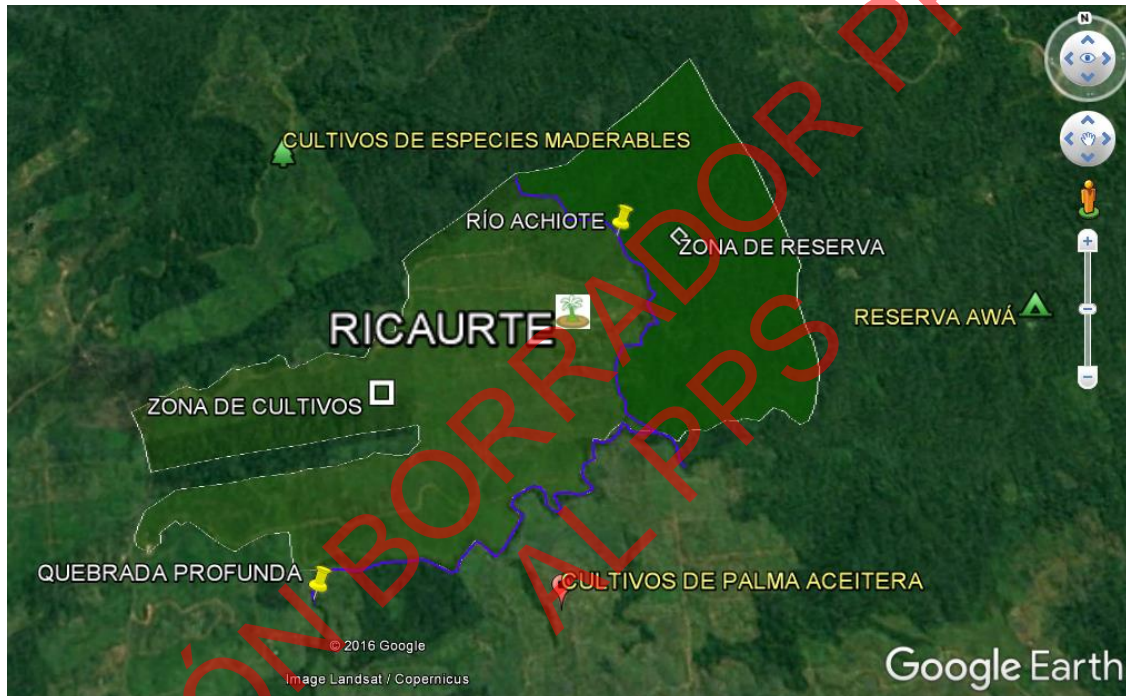 N
CULTIVOS DE ESPECIES MADERABLES
RÍO ACHIOTE
ZONA DE RESERVA
RESERVA AWÁ
RICAURTE
ZONA DE CULTIVOS
QUEBRADA PROFUNDA
CULTIVOS DE PALMA ACEITERA
© 2016 Google
Image Landsat / Copernicus
Google Earth
BORRADOR
AL PPS